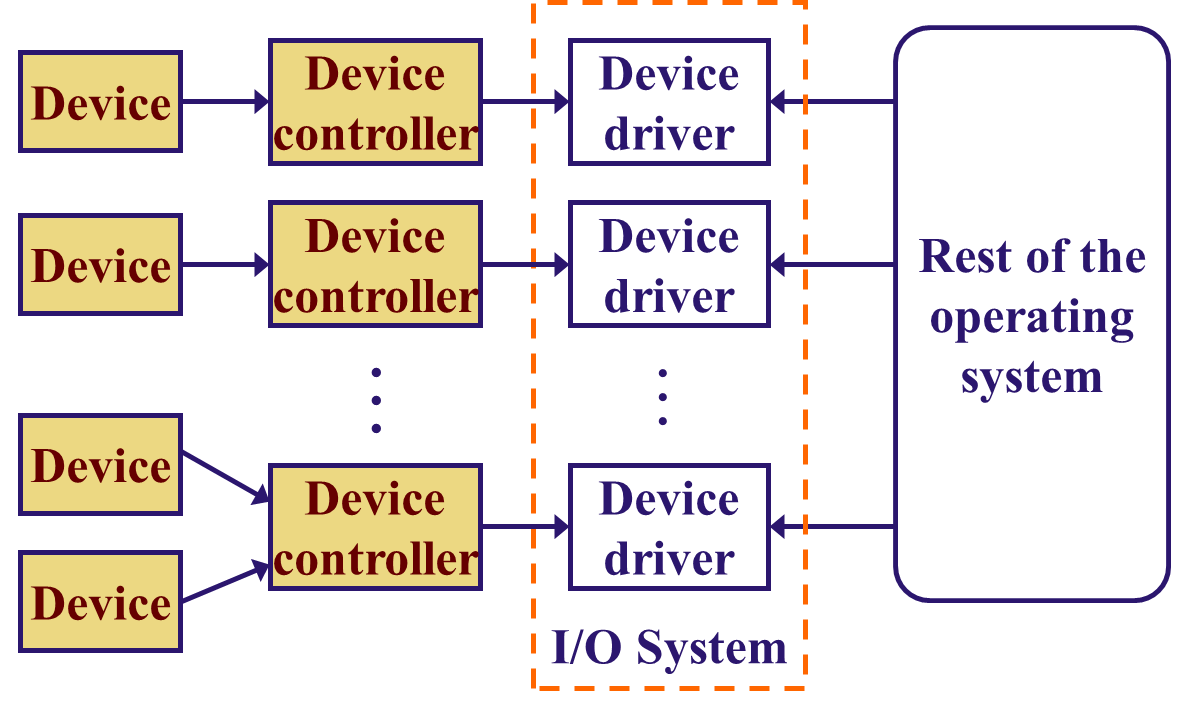 Device
Device
controller
Device
driver
Device
Device
controller
Device
driver
Rest of the
operating
system
Device
Device
Device
controller
Device
driver
I/O System